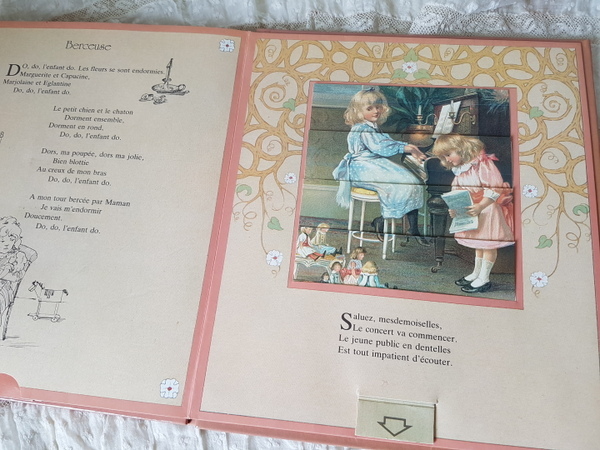 Berceuse
DO, do, l'enfant do. Les fleurs se sont endormies.
Marguerite et Capucine,
Marjolaine et Eglantine
Do, do, l'enfant do.
Le petit chien et le chaton
Dorment ensemble,
Dorment en rond,
Do, do, l'enfant do.
Dors, ma poupée, dors ma jolie,
Bien blottie
Au creux de mon bras
Do, do, l'enfant do.
A mon tour bercée par Maman
Je vais m'endormir
Doucement
Do, do, l'enfant do.
Saluez, mesdemoiselles,
Le concert va commencer.
Le jeune public en dentelles
Est tout impatient d'écouter.